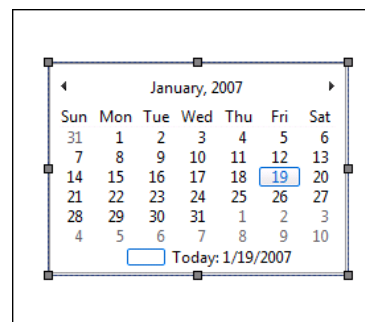 January, 2007
Sun Mon Tue Wed Thu Fri Sat
31 1 2 3 4 5 6
7 8 9 10 11 12 13
14 15 16 17 18 19 20
21 22 23 24 25 26 27
28 29 30 31 1 2 3
4 5 6 7 8 9 10
Today: 1/19/2007